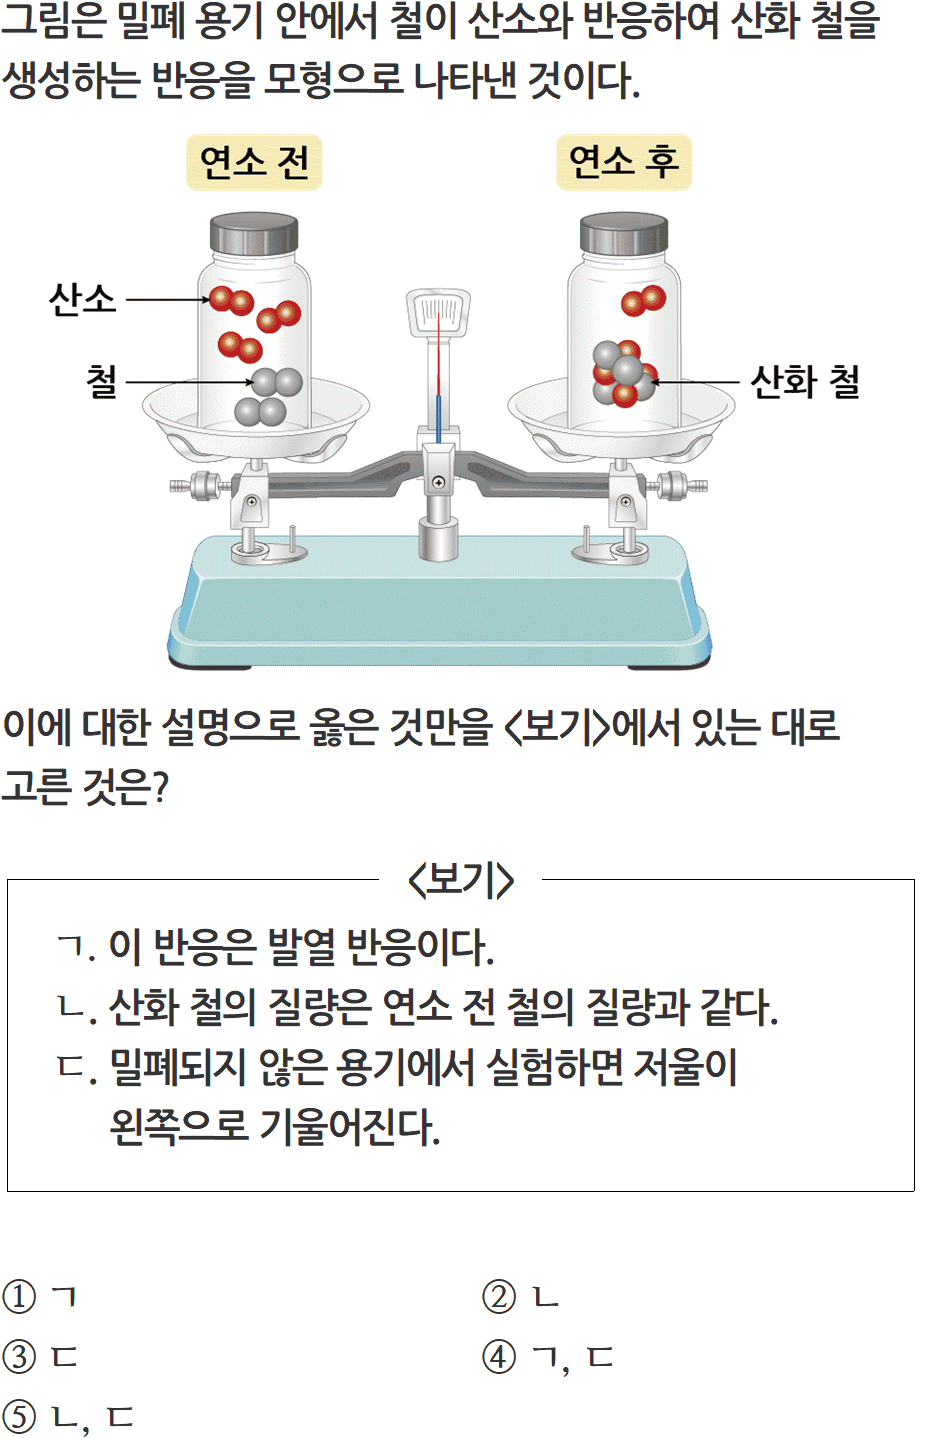 그림은 밀폐 용기 안에서 철이 산소와 반응하여 산화 철을
생성하는 반응을 모형으로 나타낸 것이다.
연소 전
연소 후
산소
철
산화 철
이에 대한 설명으로 옳은 것만을 <보기>에서 있는 대로
고른 것은?
<보기>
ㄱ. 이 반응은 발열 반응이다.
ㄴ. 산화 철의 질량은 연소 전 철의 질량과 같다.
ㄷ. 밀폐되지 않은 용기에서 실험하면 저울이
왼쪽으로 기울어진다.
① ㄱ
② ㄴ
③ ㄷ
④ ㄱ, ㄷ
⑤ ㄴ, ㄷ